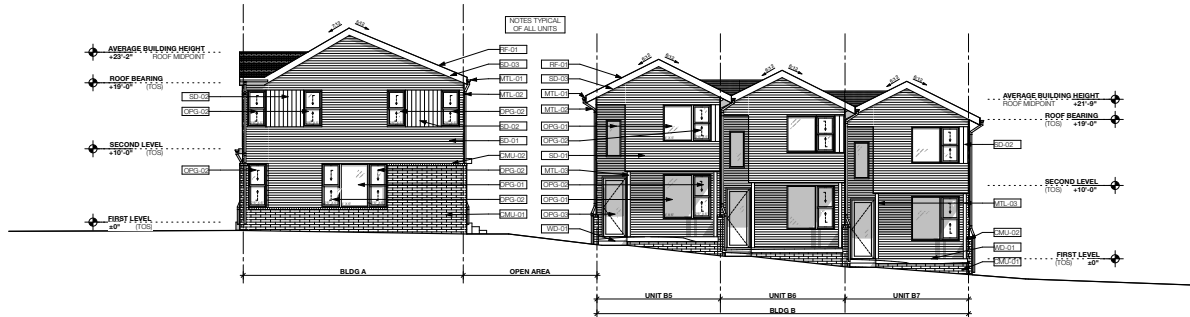 NOTES TYPICAL
OF ALL UNITS
AVERAGE BUILDING HEIGHT
+23'-2" ROOF MIDPOINT
ROOF BEARING
+19'-0" (TOS)
SECOND LEVEL
+10'-0" (TOS)
FIRST LEVEL
±0" (TOS)
SD-02
OPG-02
OPG-02
RF-01
SD-03
MTL-01
MTL-02
OPG-02
SD-02
SD-01
CMU-02
OPG-02
OPG-01
OPG-02
CMU-01
RF-01
SD-03
MTL-01
MTL-02
OPG-01
OPG-02
SD-01
MTL-03
OPG-02
OPG-01
OPG-03
WD-01
AVERAGE BUILDING HEIGHT
ROOF MIDPOINT +21'-9"
ROOF BEARING
(TOS) +19'-0"
SD-02
SECOND LEVEL
(TOS) +10'-0"
MTL-03
CMU-02
WD-01
FIRST LEVEL
CMU-01
(TOS) ±0"
BLDG A
OPEN AREA
UNIT B5
UNIT B6
UNIT B7
BLDG B